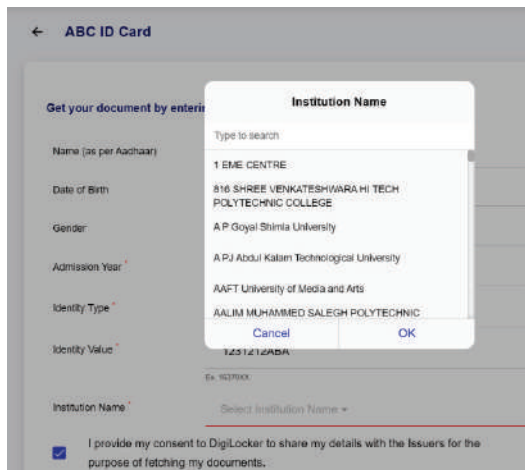 ← ABC ID Card
Get your document by enterin
Institution Name
Type to search
Name (as per Aadhaar)
1 EME CENTRE
Date of Birth
816 SHREE VENKATESHWARA HI TECH
POLYTECHNIC COLLEGE
Gender
A P Goyal Shimla University
Admission Year *
A PJ Abdul Kalam Technological University
AAFT University of Media and Arts
Identity Type *
AALIM MUHAMMED SALEGH POLYTECHNIC
Cancel
OK
Identity Value *
1231212ABA
Institution Name *
Select Institution Name
I provide my consent to DigiLocker to share my details with the Issuers for the
purpose of fetching my documents.